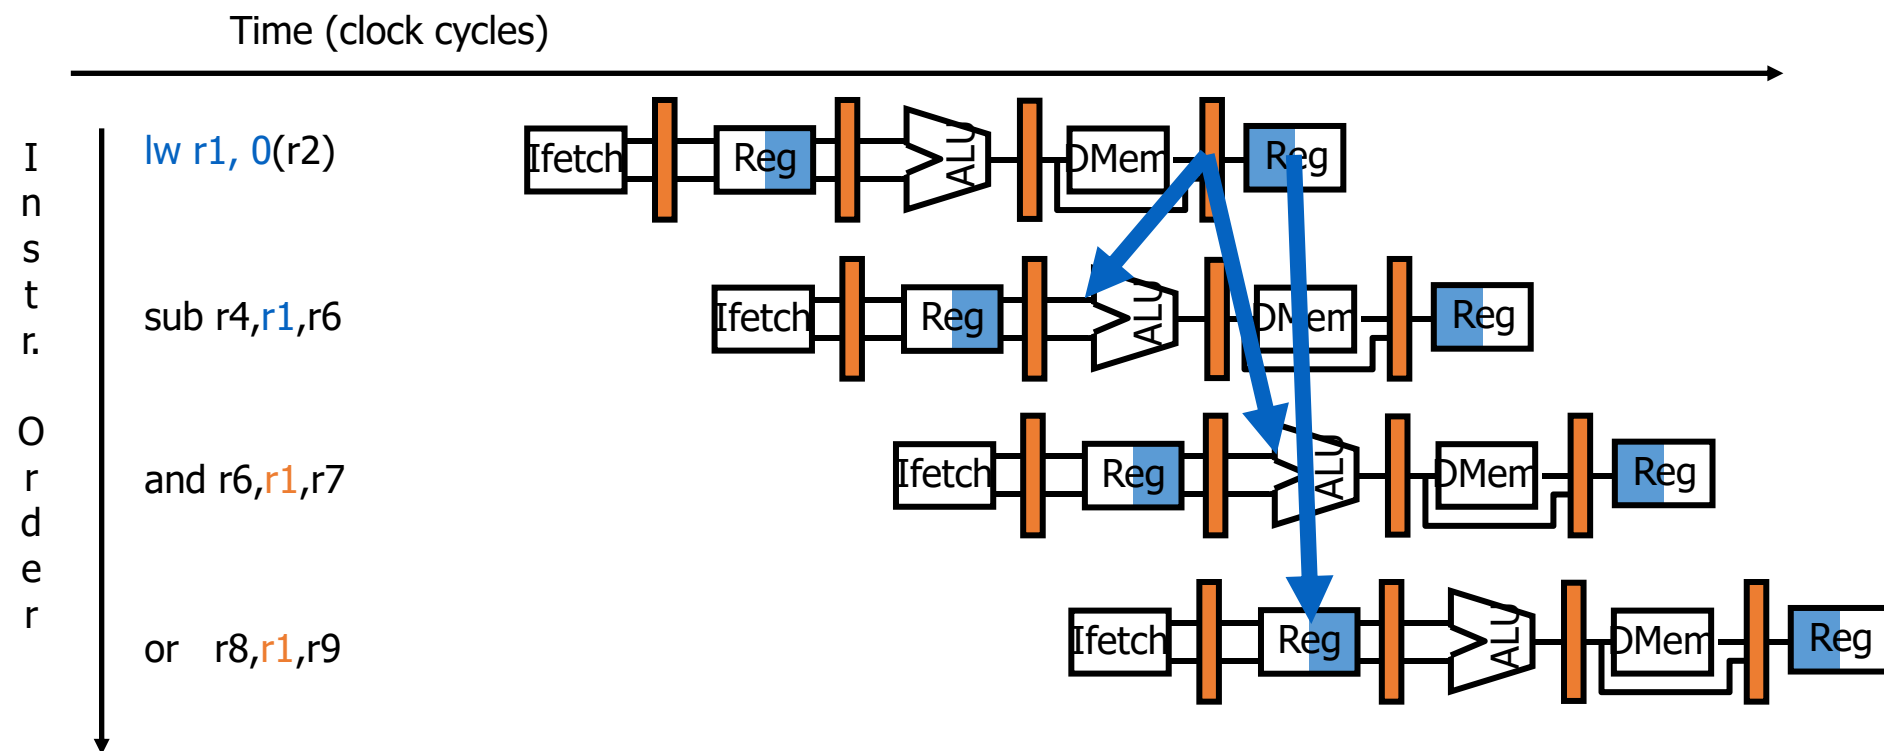 Time (clock cycles)
Instr. Order
lw r1, 0(r2)
Ifetch Reg ALU DMem Reg
sub r4,r1,r6
Ifetch Reg ALU DMem Reg
and r6,r1,r7
Ifetch Reg ALU DMem Reg
or r8,r1,r9
Ifetch Reg ALU DMem Reg